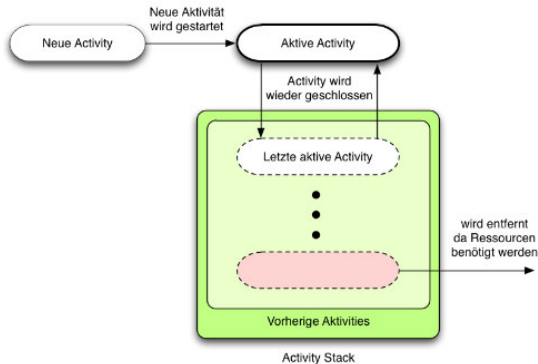 Neue Aktivität
wird gestartet
Neue Activity
Aktive Activity
Activity wird
wieder geschlossen
Letzte aktive Activity
wird entfernt
da Ressourcen
benötigt werden
Vorherige Aktivities
Activity Stack